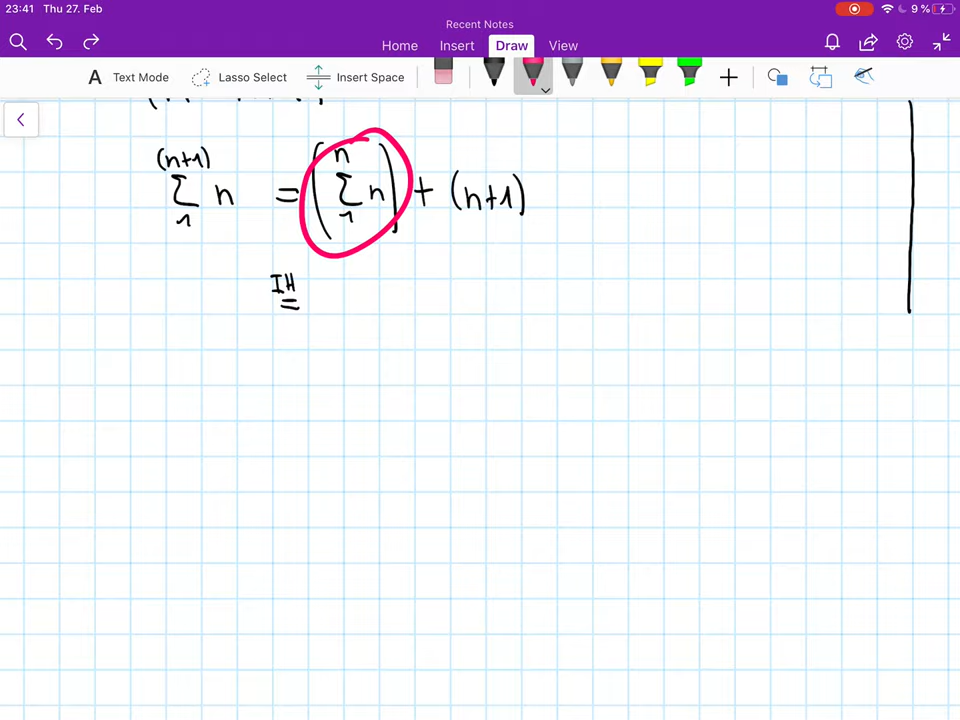 23:41 Thu 27. Feb 9 %
Recent Notes
Home Insert Draw View
A Text Mode Lasso Select Insert Space
(n+1) n
∑ n = (∑ n) + (n+1)
1 1
IH
=